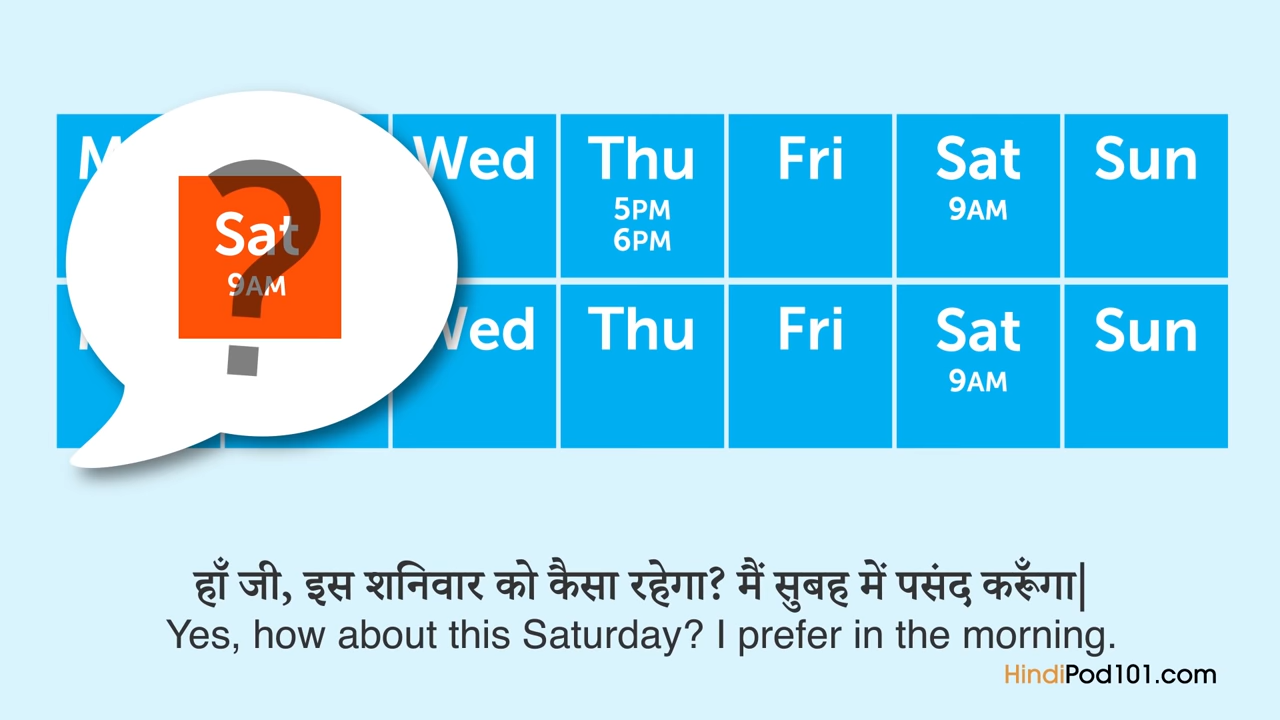 Wed Thu Fri Sat Sun
5PM 9AM
6PM
Sat
9AM
Wed Thu Fri Sat Sun
9AM
हाँ जी, इस शनिवार को कैसा रहेगा? मैं सुबह में पसंद करूँगा|
Yes, how about this Saturday? I prefer in the morning.
HindiPod101.com